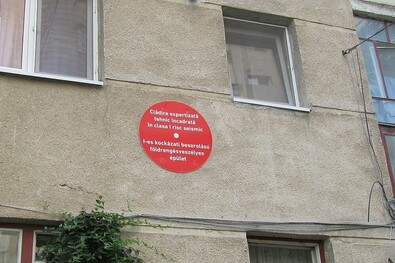 Clădire expertizată
tehnic încadrată
în clasa I risc seismic
I-es kockázati besorolású
földrengésveszélyes
épület